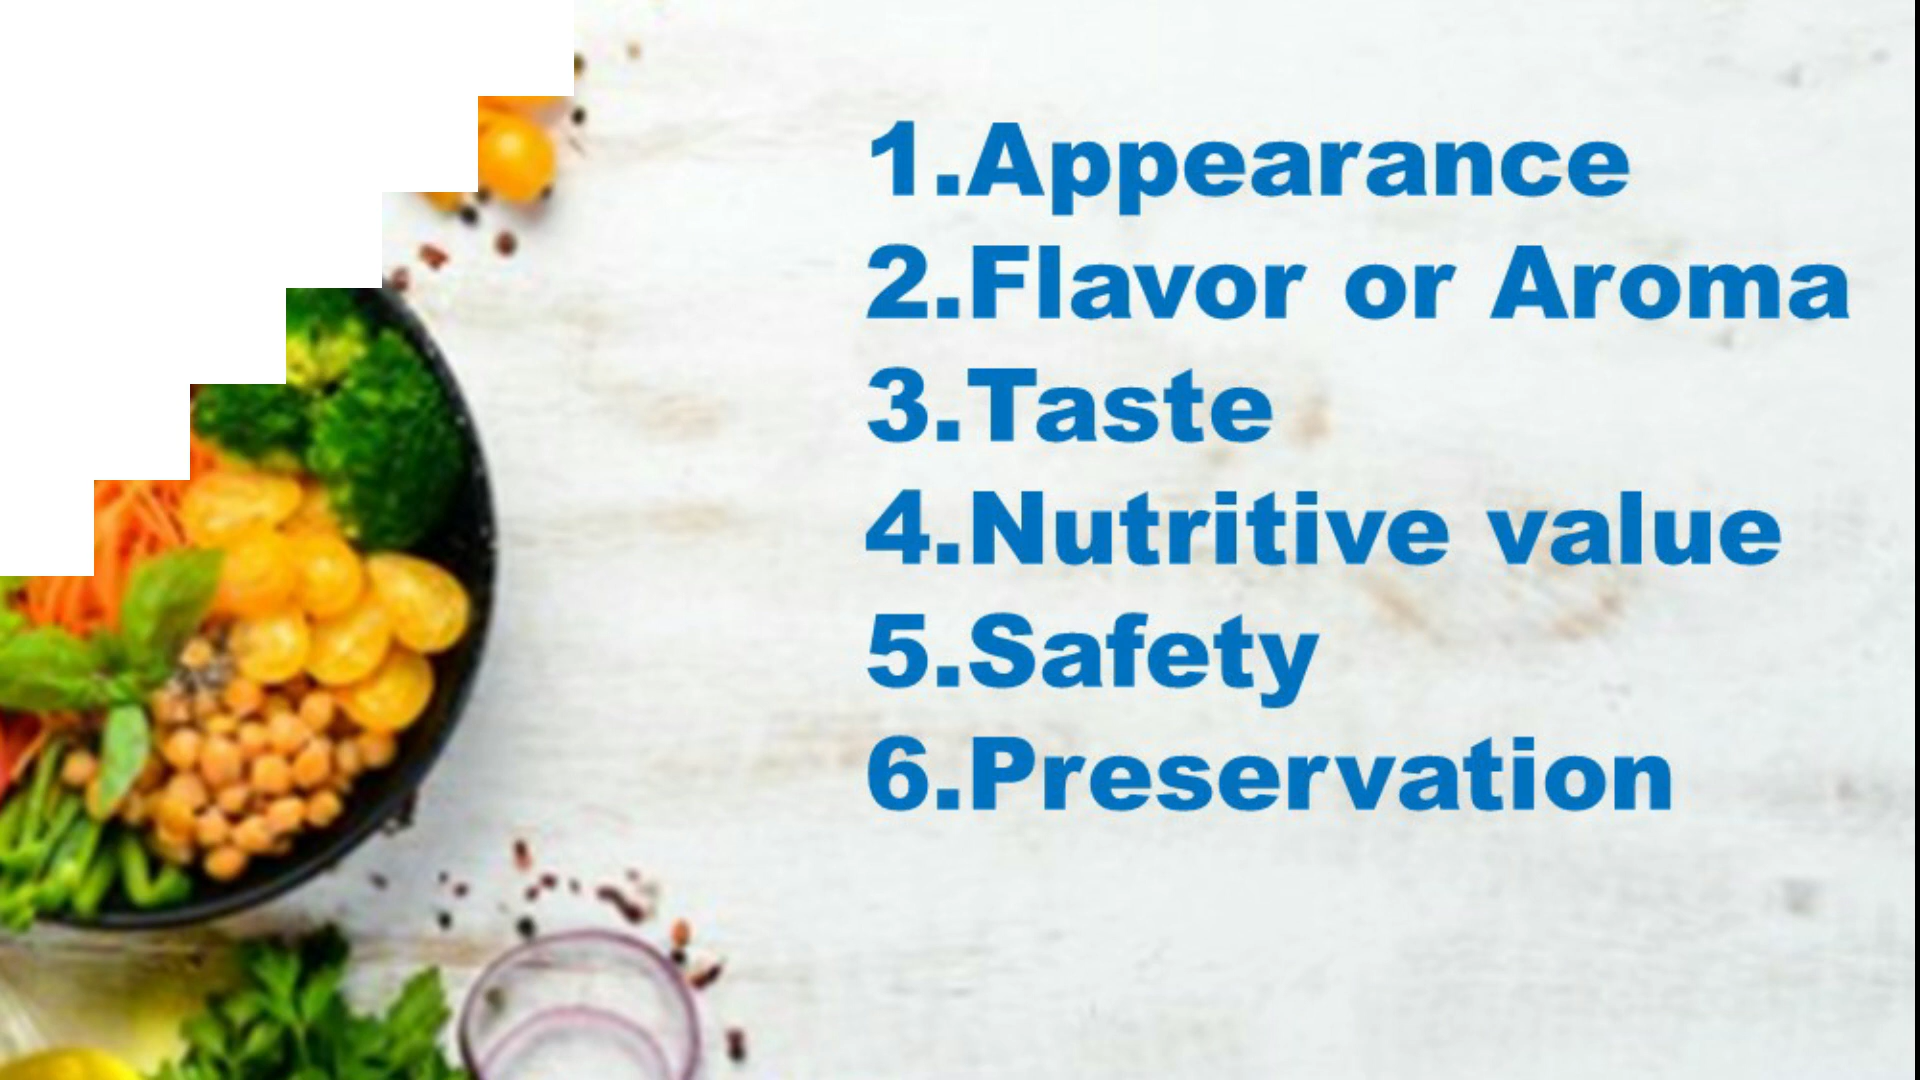 1.Appearance
2.Flavor or Aroma
3.Taste
4.Nutritive value
5.Safety
6.Preservation